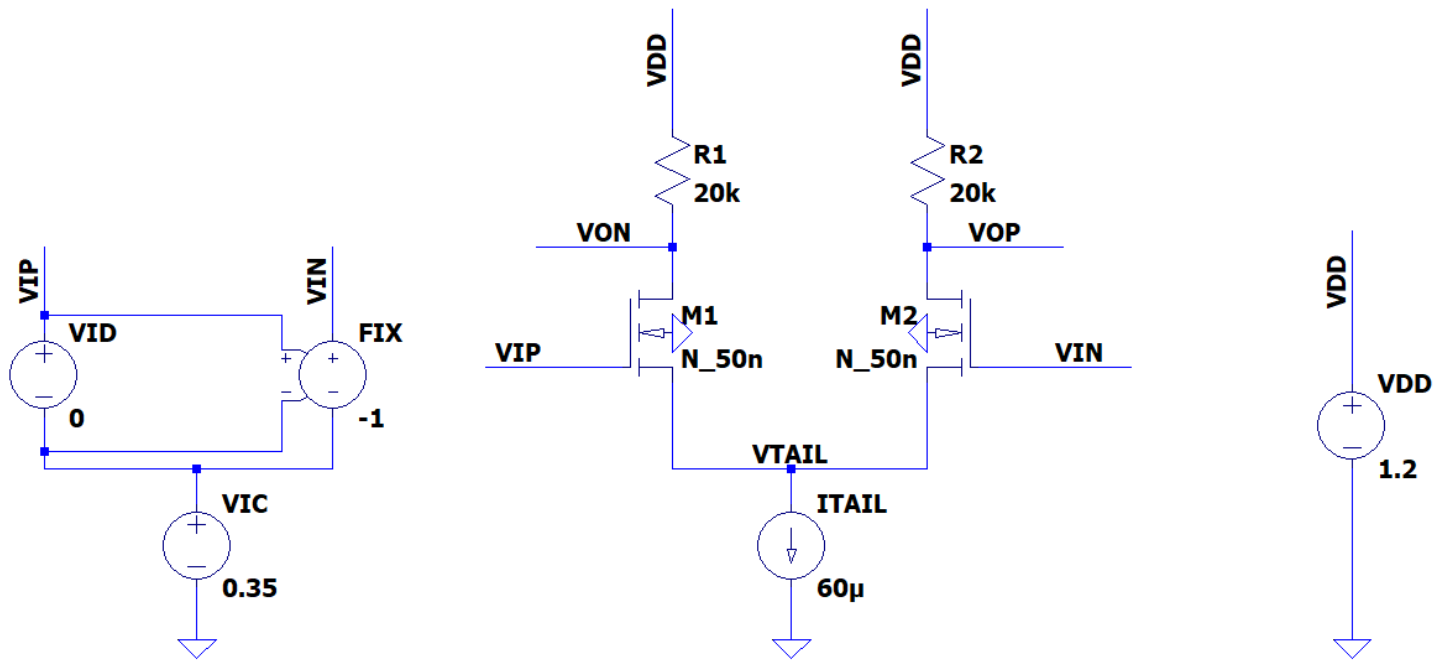 VDD
VDD
R1
20k
R2
20k
VON
VOP
VIP
VIN
VDD
VID
FIX
+
+
+
-
-
-
0
-1
M1
N_50n
M2
N_50n
VIP
VIN
VDD
+
-
1.2
VTAIL
VIC
+
-
0.35
ITAIL
60µ